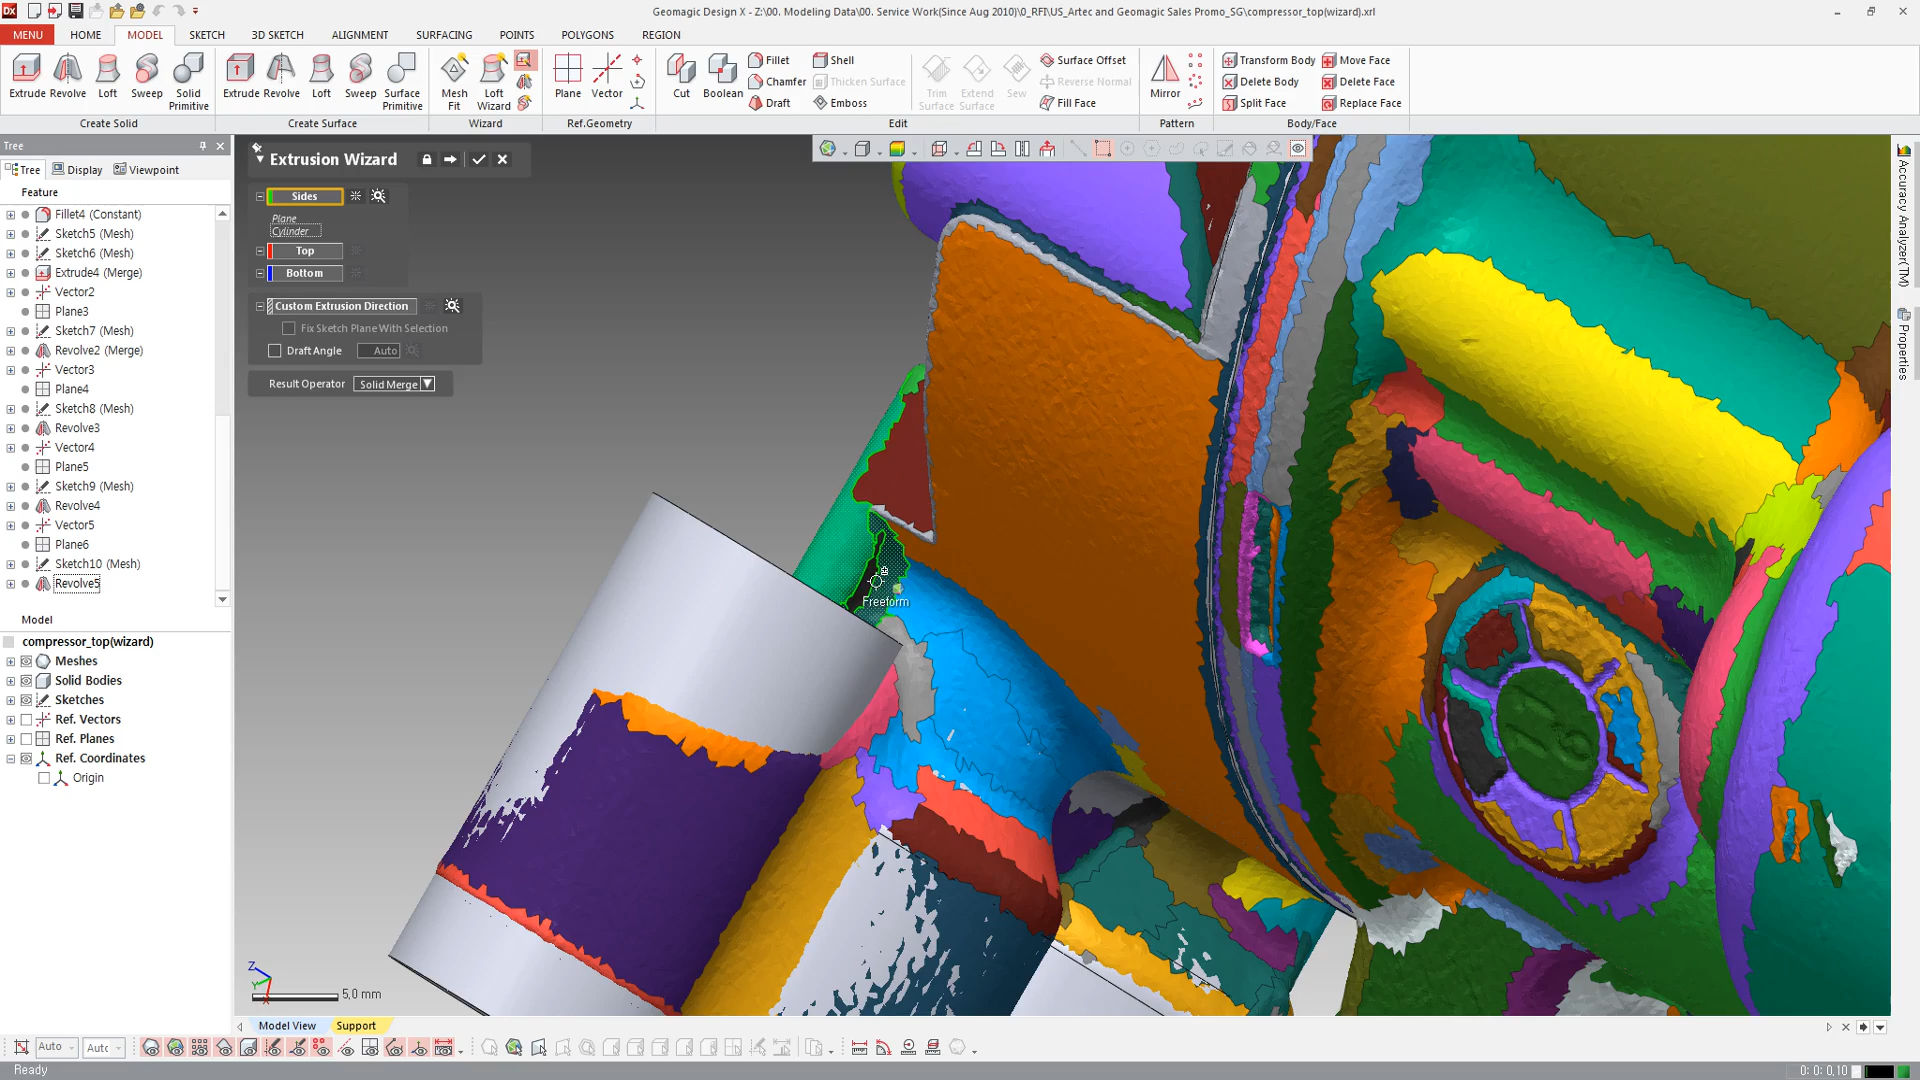 Geomagic Design X - Z:\00. Modeling Data\00. Service Work(Since Aug 2010)\0_RFI\US_Artec and Geomagic Sales Promo_SG\compressor_top(wizard).xrl
MENU HOME MODEL SKETCH 3D SKETCH ALIGNMENT SURFACING POINTS POLYGONS REGION
Extrude Revolve Loft Sweep Solid Primitive
Create Solid
Extrude Revolve Loft Sweep Surface Primitive
Create Surface
Mesh Fit Loft Wizard
Wizard
Plane Vector
Ref.Geometry
Cut Boolean Fillet Chamfer Draft Shell Thicken Surface Emboss
Trim Surface Extend Surface Sew Surface Offset Reverse Normal Fill Face
Edit
Mirror
Pattern
Transform Body Delete Body Split Face Move Face Delete Face Replace Face
Body/Face
Tree
Tree Display Viewpoint
Feature
Fillet4 (Constant)
Sketch5 (Mesh)
Sketch6 (Mesh)
Extrude4 (Merge)
Vector2
Plane3
Sketch7 (Mesh)
Revolve2 (Merge)
Vector3
Plane4
Sketch8 (Mesh)
Revolve3
Vector4
Plane5
Sketch9 (Mesh)
Revolve4
Vector5
Plane6
Sketch10 (Mesh)
Revolve5
Model
compressor_top(wizard)
Meshes
Solid Bodies
Sketches
Ref. Vectors
Ref. Planes
Ref. Coordinates
Origin
Extrusion Wizard
Sides
Plane
Cylinder
Top
Bottom
Custom Extrusion Direction
Fix Sketch Plane With Selection
Draft Angle Auto
Result Operator Solid Merge
Freeform
Z
Y
X
5,0 mm
Accuracy Analyzer(TM)
Properties
Model View Support
Auto Autc
Ready
0: 0: 0,10